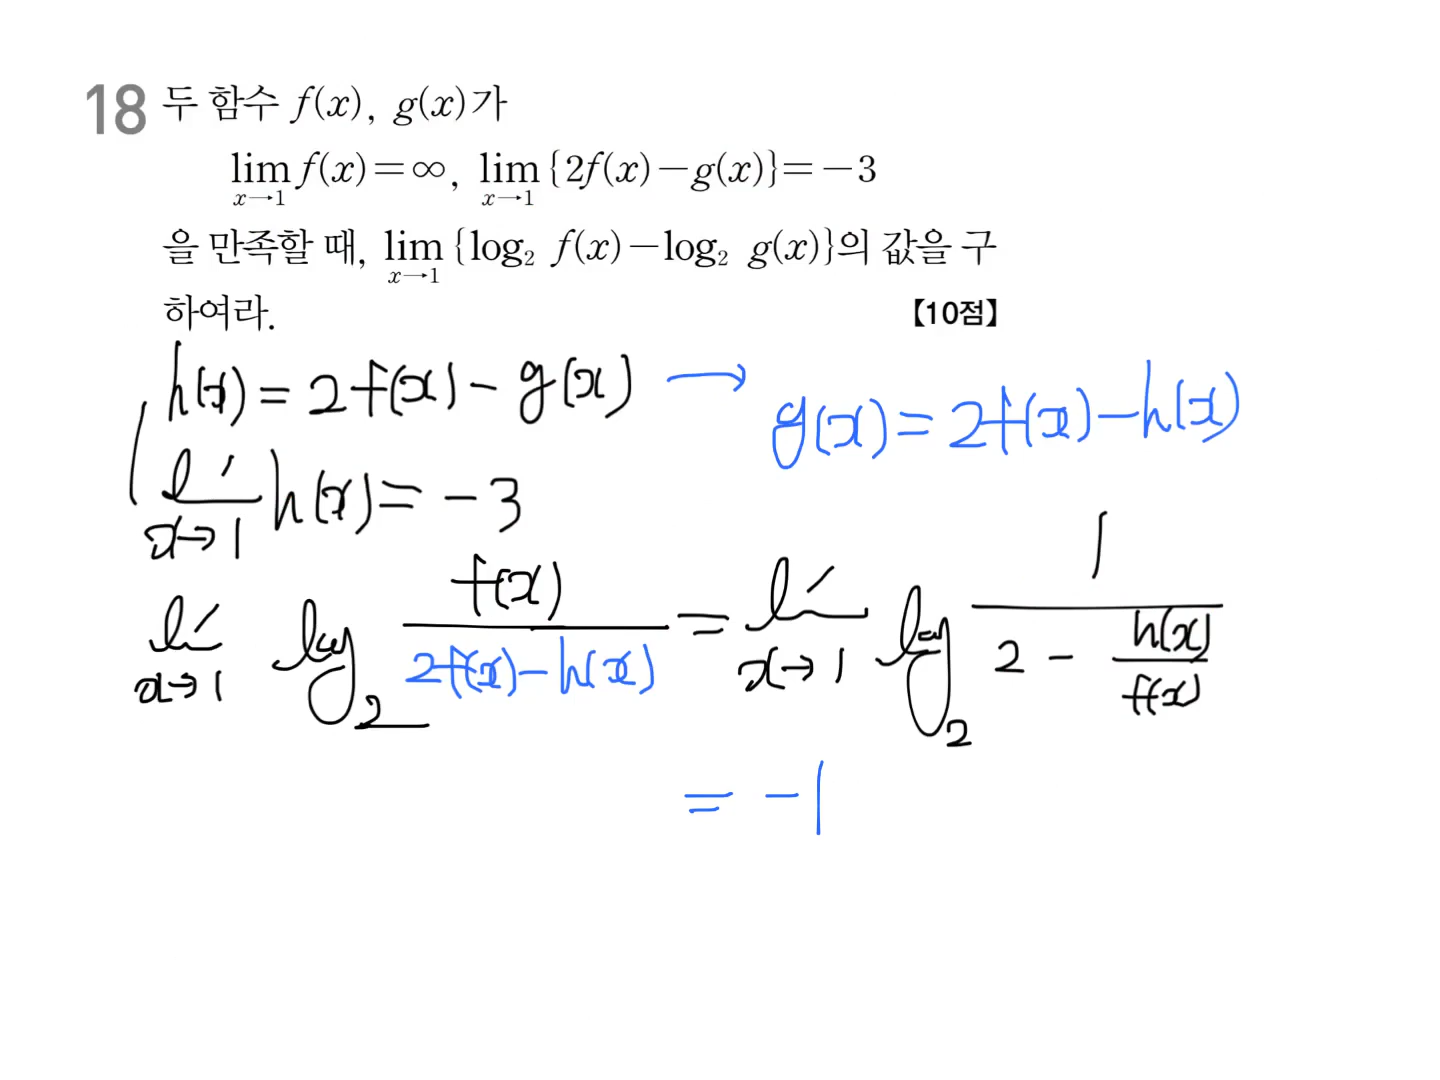 18 두 함수 f(x), g(x)가
lim_{x→1} f(x)=∞, lim_{x→1} {2f(x)-g(x)}=-3
을 만족할 때, lim_{x→1} {log₂ f(x)-log₂ g(x)}의 값을 구
하여라. 【10점】
h(x) = 2f(x) - g(x) → g(x) = 2f(x) - h(x)
lim_{x→1} h(x) = -3
lim_{x→1} log₂ f(x)/(2f(x)-h(x)) = lim_{x→1} log₂ 1/(2 - h(x)/f(x))
= -1